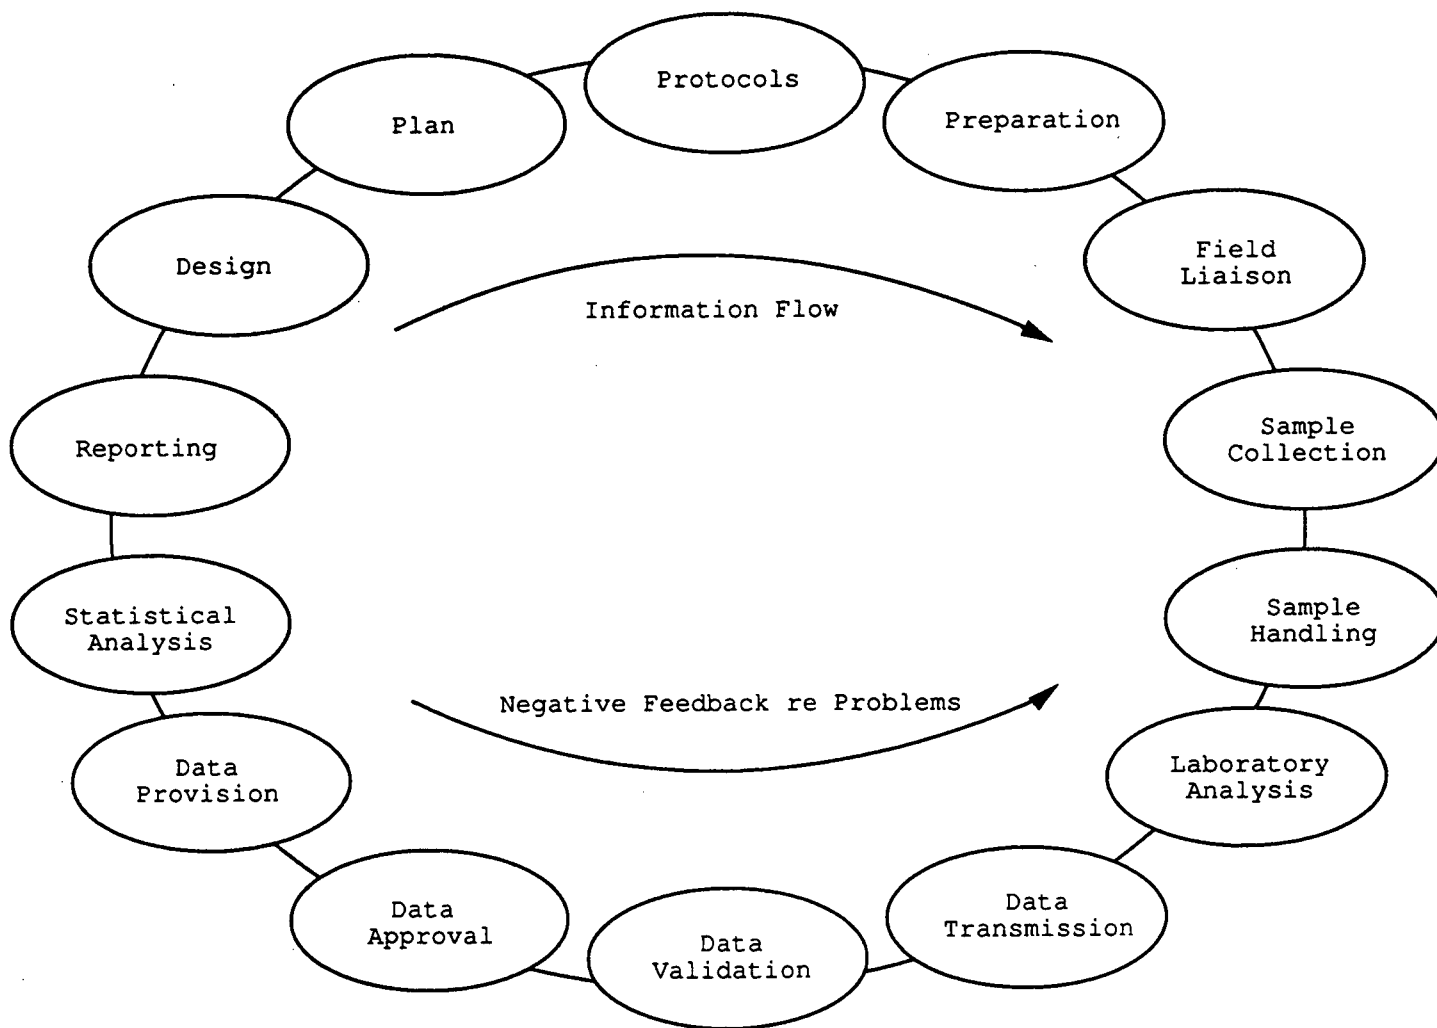 Protocols
Plan
Preparation
Design
Field
Liaison
Information Flow
Reporting
Sample
Collection
Statistical
Analysis
Sample
Handling
Negative Feedback re Problems
Data
Provision
Laboratory
Analysis
Data
Approval
Data
Validation
Data
Transmission